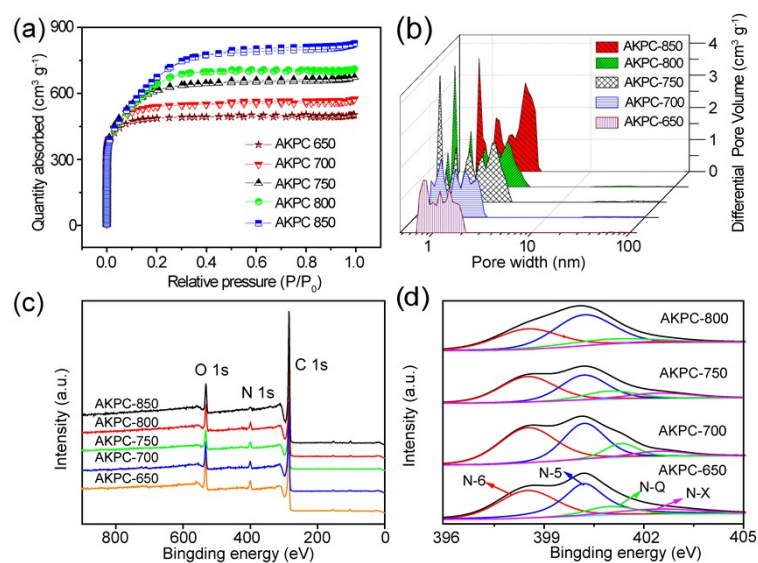 (a)
900
600
300
0
Quantity absorbed (cm³ g⁻¹)
AKPC 650
AKPC 700
AKPC 750
AKPC 800
AKPC 850
0.0 0.2 0.4 0.6 0.8 1.0
Relative pressure (P/P₀)
(b)
AKPC-850
AKPC-800
AKPC-750
AKPC-700
AKPC-650
4
3
2
1
0
Differential Pore Volume (cm³ g⁻¹)
1 10 100
Pore width (nm)
(c)
O 1s
N 1s
C 1s
AKPC-850
AKPC-800
AKPC-750
AKPC-700
AKPC-650
Intensity (a.u.)
800 600 400 200 0
Bingding energy (eV)
(d)
AKPC-800
AKPC-750
AKPC-700
AKPC-650
N-6
N-5
N-Q
N-X
Intensity (a.u.)
396 399 402 405
Bingding energy (eV)